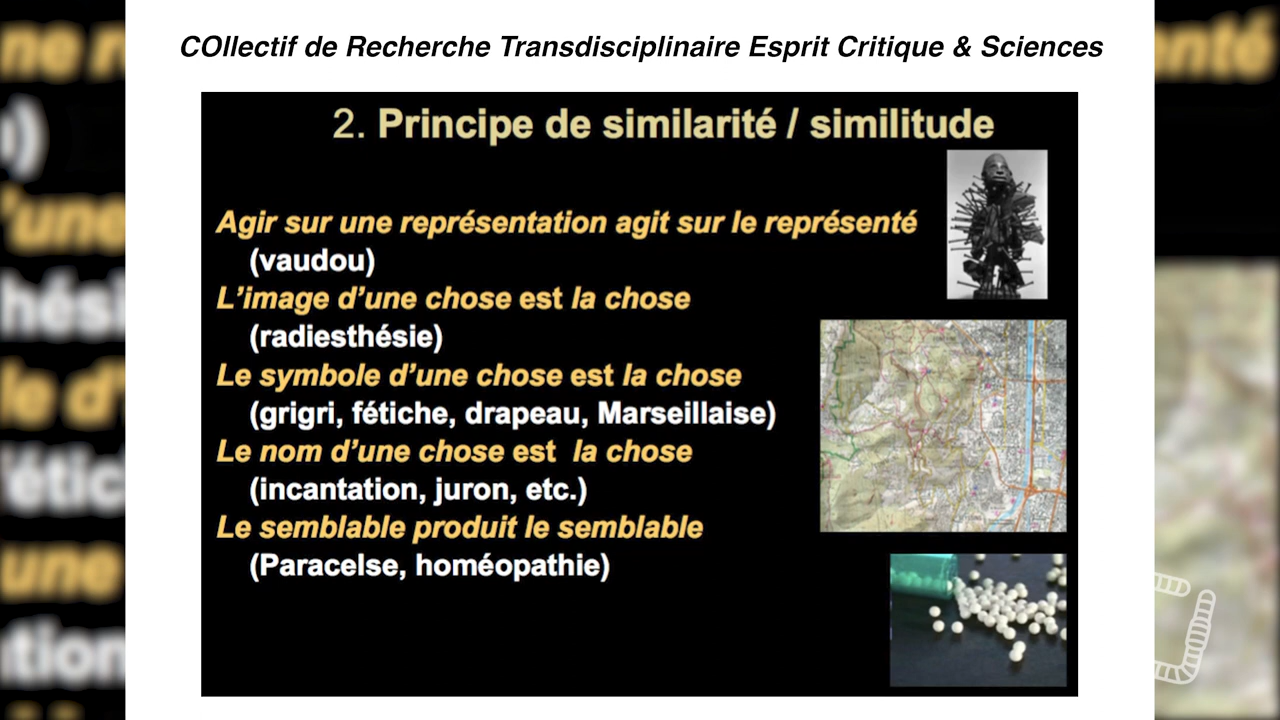 COllectif de Recherche Transdisciplinaire Esprit Critique & Sciences
2. Principe de similarité / similitude
Agir sur une représentation agit sur le représenté
(vaudou)
L'image d'une chose est la chose
(radiesthésie)
Le symbole d'une chose est la chose
(grigri, fétiche, drapeau, Marseillaise)
Le nom d'une chose est la chose
(incantation, juron, etc.)
Le semblable produit le semblable
(Paracelse, homéopathie)